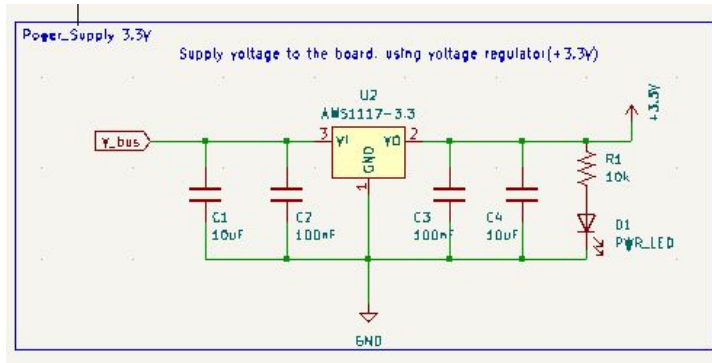 Power_Supply 3.3V
Supply voltage to the board. using voltage regulator(+3.3V)
U2
AMS1117-3.3
V_bus
3 VI VO 2
GND
1
+3.3V
R1
10k
C1
10uF
C2
100nF
C3
100nF
C4
10uF
D1
PWR_LED
GND